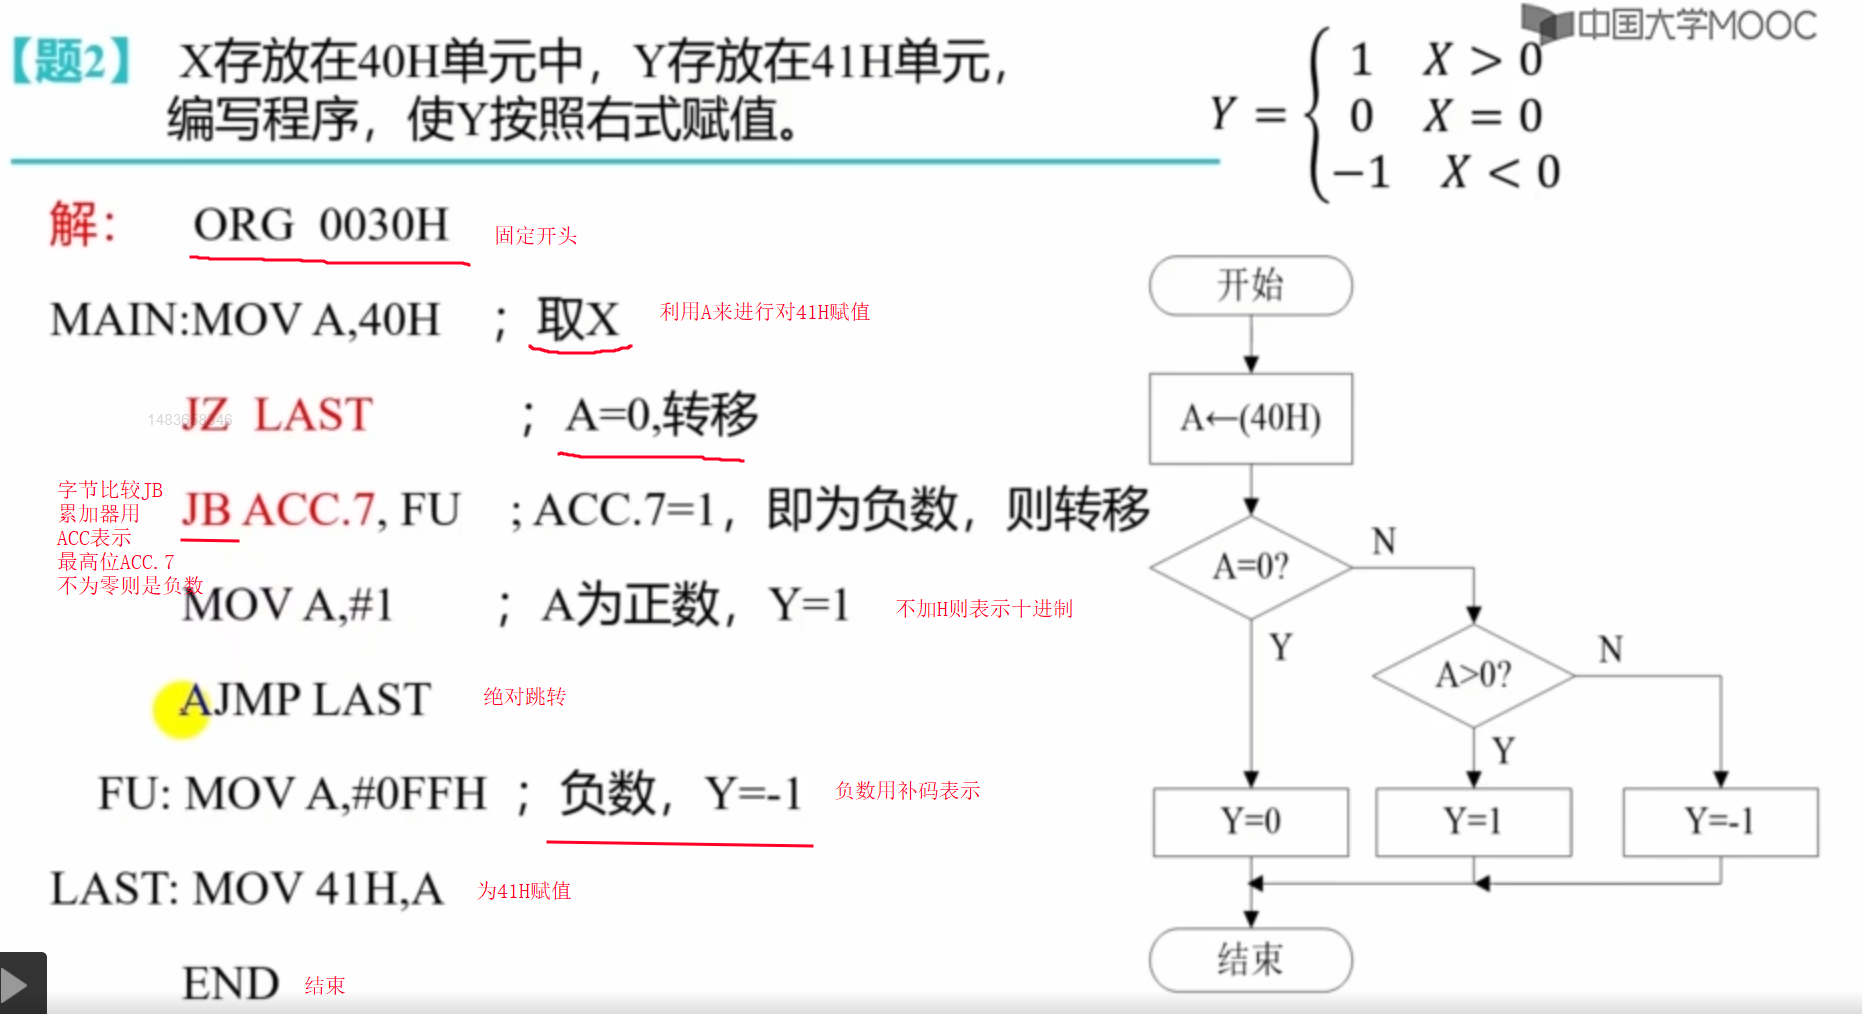 中国大学MOOC
【题2】 X存放在40H单元中，Y存放在41H单元，
编写程序，使Y按照右式赋值。
Y = { 1 X > 0
0 X = 0
−1 X < 0
解： ORG 0030H 固定开头
MAIN:MOV A,40H ；取X 利用A来进行对41H赋值
JZ LAST ；A=0,转移
JB ACC.7, FU ; ACC.7=1，即为负数，则转移
字节比较JB
累加器用
ACC表示
最高位ACC.7
不为零则是负数
MOV A,#1 ；A为正数，Y=1 不加H则表示十进制
AJMP LAST 绝对跳转
FU: MOV A,#0FFH ；负数，Y=-1 负数用补码表示
LAST: MOV 41H,A 为41H赋值
END 结束
开始
A←(40H)
A=0?
N
Y
A>0?
N
Y
Y=0
Y=1
Y=-1
结束